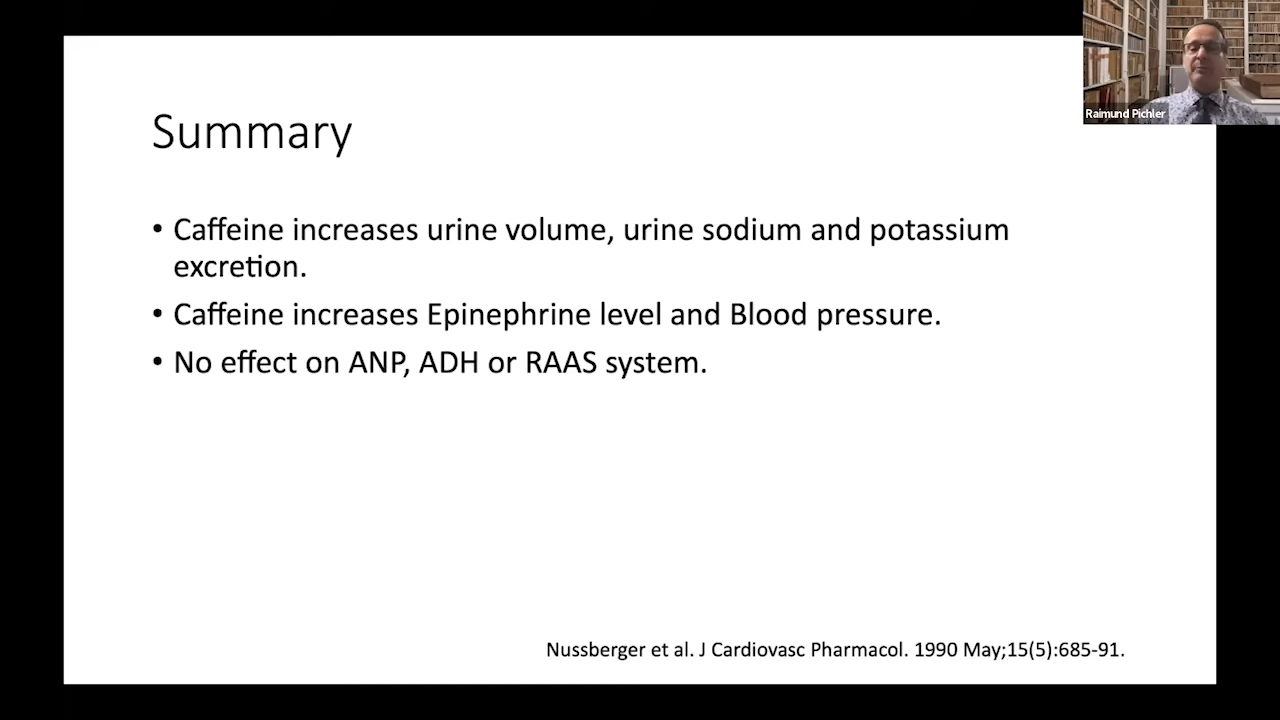 Raimund Pichler
Summary
• Caffeine increases urine volume, urine sodium and potassium
excretion.
• Caffeine increases Epinephrine level and Blood pressure.
• No effect on ANP, ADH or RAAS system.
Nussberger et al. J Cardiovasc Pharmacol. 1990 May;15(5):685-91.